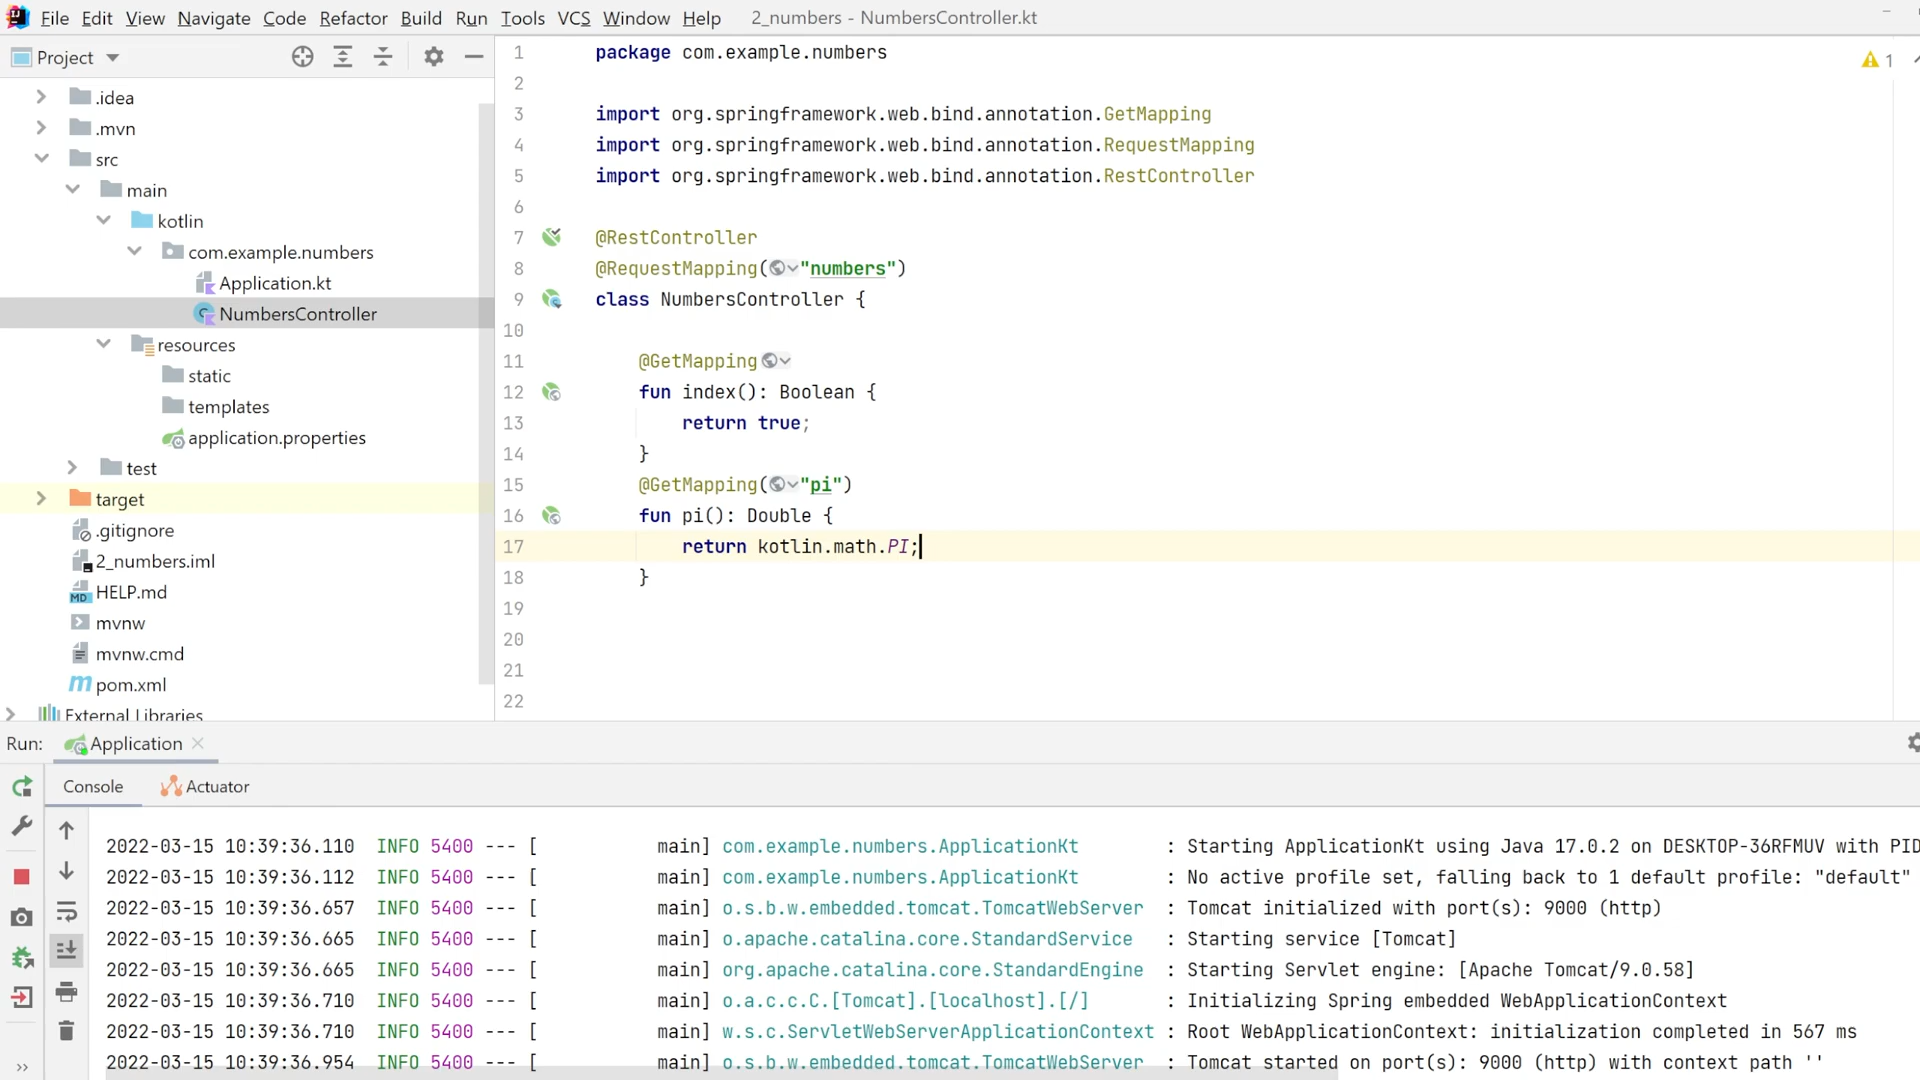 File Edit View Navigate Code Refactor Build Run Tools VCS Window Help 2_numbers - NumbersController.kt
Project
.idea
.mvn
src
main
kotlin
com.example.numbers
Application.kt
NumbersController
resources
static
templates
application.properties
test
target
.gitignore
2_numbers.iml
MD HELP.md
mvnw
mvnw.cmd
m pom.xml
External Libraries
1 package com.example.numbers
2
3 import org.springframework.web.bind.annotation.GetMapping
4 import org.springframework.web.bind.annotation.RequestMapping
5 import org.springframework.web.bind.annotation.RestController
6
7 @RestController
8 @RequestMapping("numbers")
9 class NumbersController {
10
11 @GetMapping
12 fun index(): Boolean {
13 return true;
14 }
15 @GetMapping("pi")
16 fun pi(): Double {
17 return kotlin.math.PI;
18 }
19
20
21
22
1
Run: Application
Console Actuator
2022-03-15 10:39:36.110 INFO 5400 --- [ main] com.example.numbers.ApplicationKt : Starting ApplicationKt using Java 17.0.2 on DESKTOP-36RFMUV with PID
2022-03-15 10:39:36.112 INFO 5400 --- [ main] com.example.numbers.ApplicationKt : No active profile set, falling back to 1 default profile: "default"
2022-03-15 10:39:36.657 INFO 5400 --- [ main] o.s.b.w.embedded.tomcat.TomcatWebServer : Tomcat initialized with port(s): 9000 (http)
2022-03-15 10:39:36.665 INFO 5400 --- [ main] o.apache.catalina.core.StandardService : Starting service [Tomcat]
2022-03-15 10:39:36.665 INFO 5400 --- [ main] org.apache.catalina.core.StandardEngine : Starting Servlet engine: [Apache Tomcat/9.0.58]
2022-03-15 10:39:36.710 INFO 5400 --- [ main] o.a.c.c.C.[Tomcat].[localhost].[/] : Initializing Spring embedded WebApplicationContext
2022-03-15 10:39:36.710 INFO 5400 --- [ main] w.s.c.ServletWebServerApplicationContext : Root WebApplicationContext: initialization completed in 567 ms
2022-03-15 10:39:36.954 INFO 5400 --- [ main] o.s.b.w.embedded.tomcat.TomcatWebServer : Tomcat started on port(s): 9000 (http) with context path ''